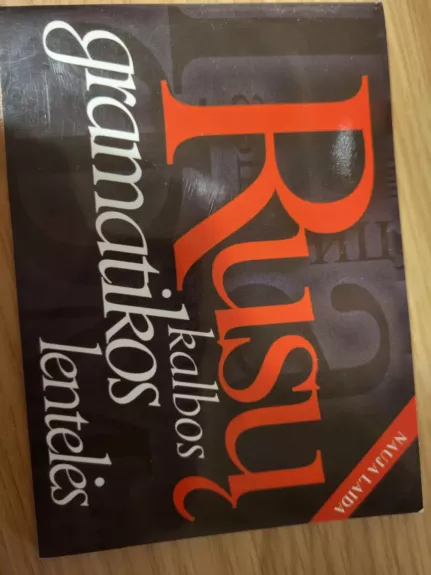 Rusų
kalbos
gramatikos
lentelės
NAUJA LAIDA